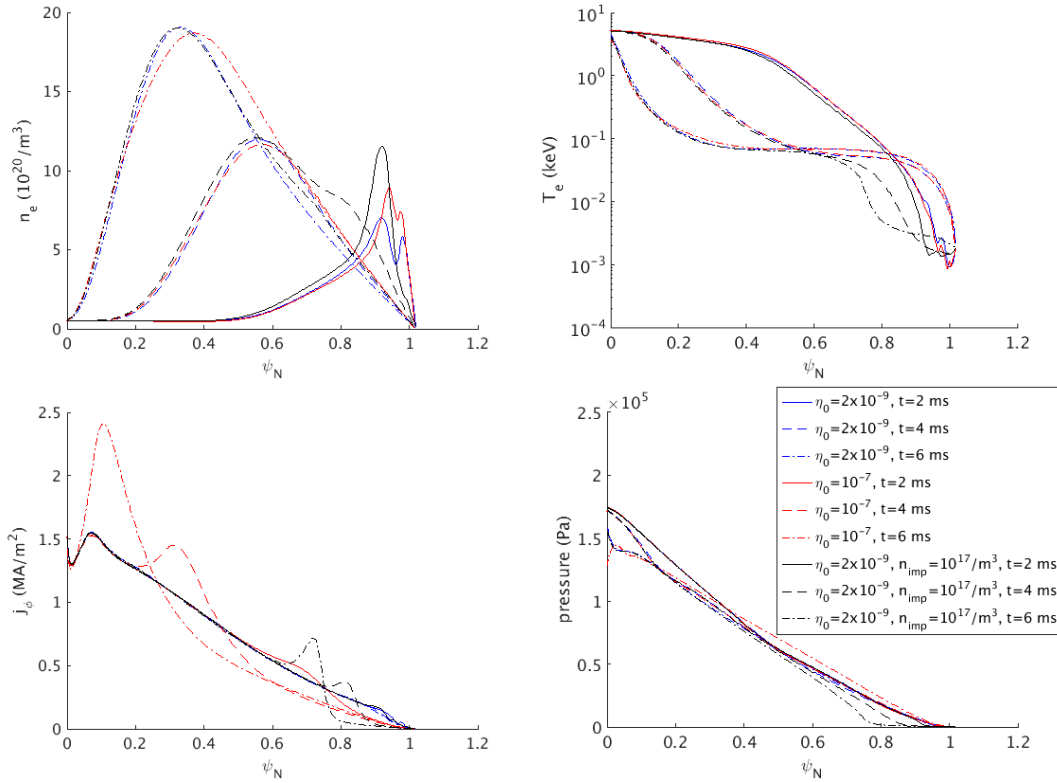 20
15
10
5
0
n_e (10^20/m^3)
0 0.2 0.4 0.6 0.8 1 1.2
ψ_N
10^2
10^1
10^0
10^-1
10^-2
10^-3
10^-4
T_e (keV)
0 0.2 0.4 0.6 0.8 1 1.2
ψ_N
2.5
2
1.5
1
0.5
0
j_ϕ (MA/m^2)
0 0.2 0.4 0.6 0.8 1 1.2
ψ_N
×10^5
2.5
2
1.5
1
0.5
0
pressure (Pa)
0 0.2 0.4 0.6 0.8 1 1.2
ψ_N
η_0=2x10^-9, t=2 ms
η_0=2x10^-9, t=4 ms
η_0=2x10^-9, t=6 ms
η_0=10^-7, t=2 ms
η_0=10^-7, t=4 ms
η_0=10^-7, t=6 ms
η_0=2x10^-9, n_imp=10^17/m^3, t=2 ms
η_0=2x10^-9, n_imp=10^17/m^3, t=4 ms
η_0=2x10^-9, n_imp=10^17/m^3, t=6 ms